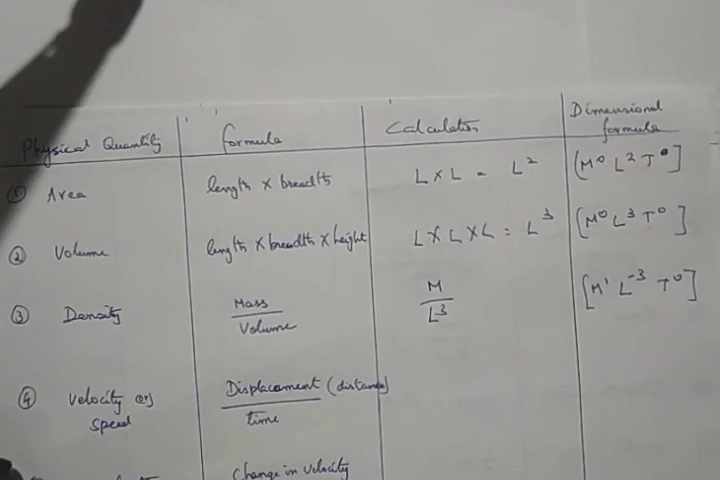 Physical Quantity | formula | Calculation | Dimensional formula
① Area | length × breadth | L × L = L² | [M⁰ L² T⁰]
② Volume | length × breadth × height | L × L × L = L³ | [M⁰ L³ T⁰]
③ Density | Mass / Volume | M / L³ | [M¹ L⁻³ T⁰]
④ Velocity (or) speed | Displacement (distance) / time
Change in velocity